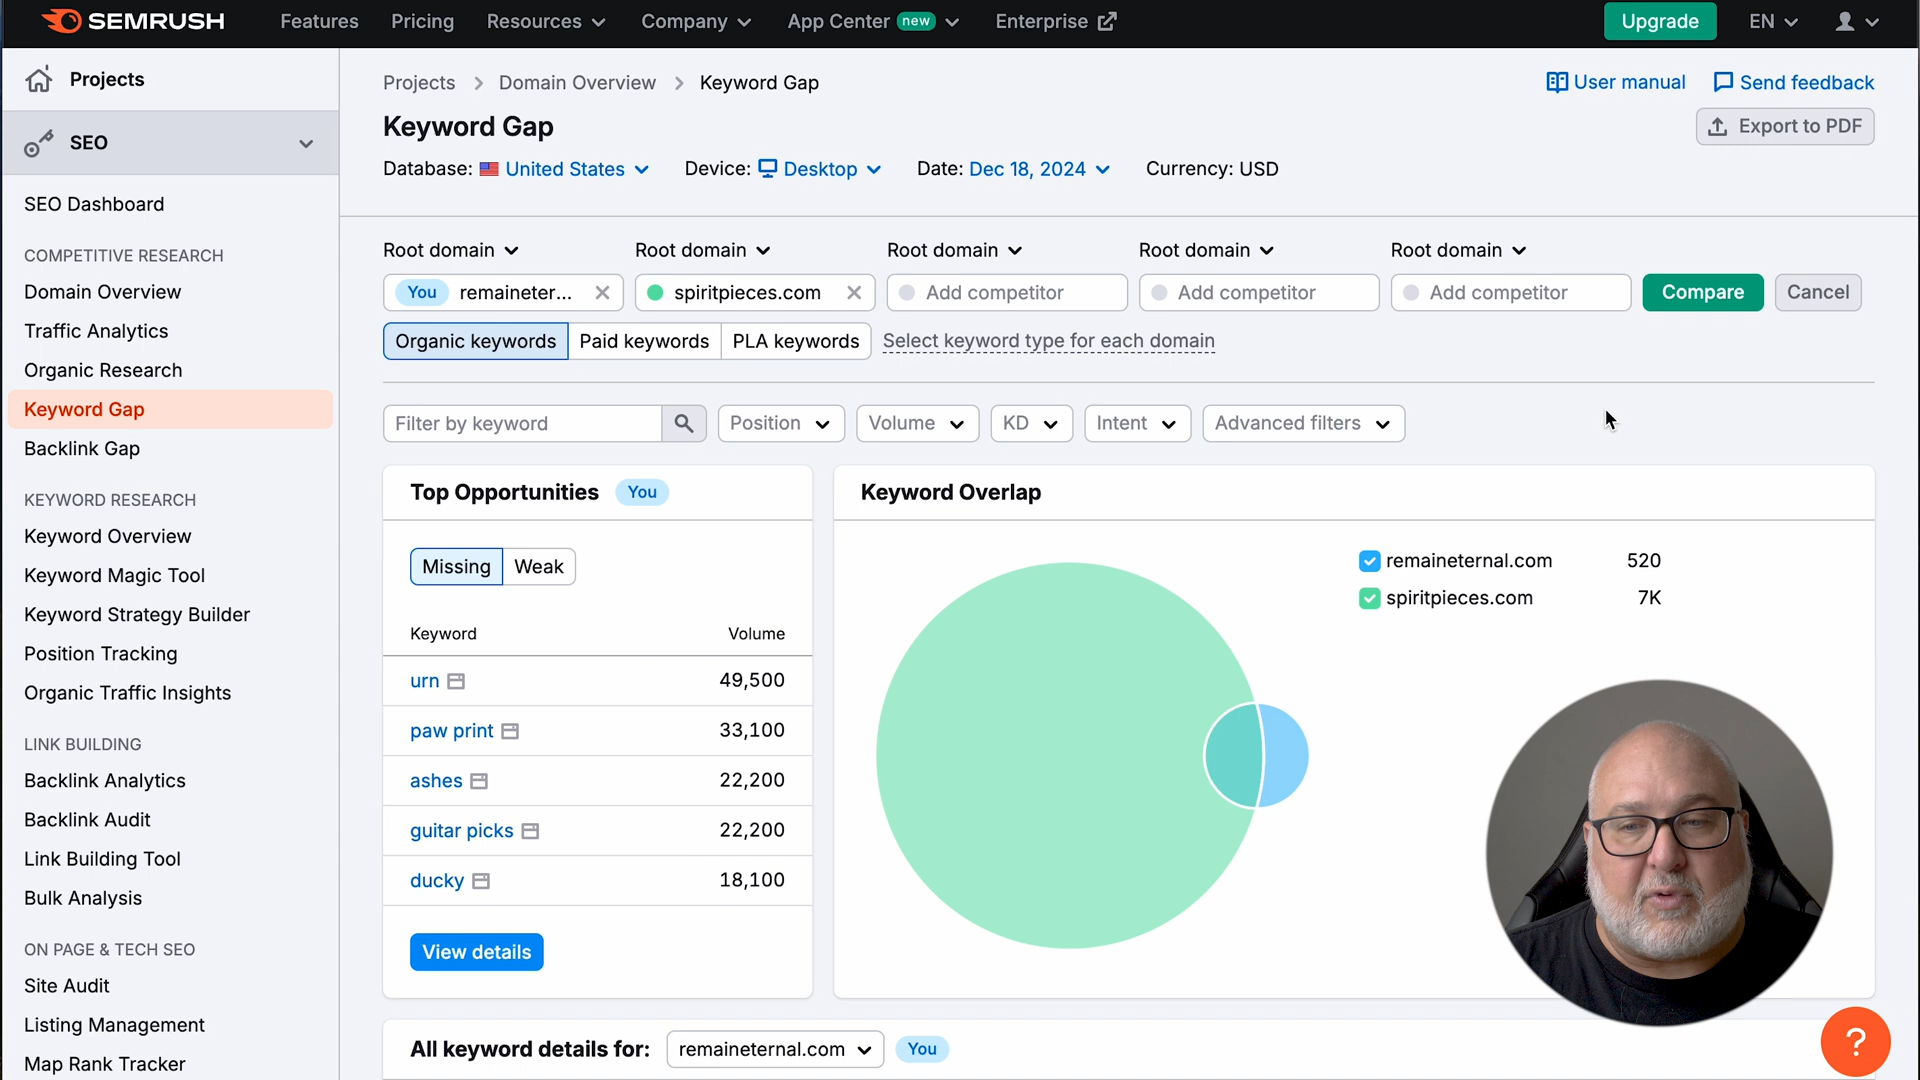 SEMRUSH
Features
Pricing
Resources
Company
App Center new
Enterprise
Upgrade
EN
Projects
SEO
SEO Dashboard
COMPETITIVE RESEARCH
Domain Overview
Traffic Analytics
Organic Research
Keyword Gap
Backlink Gap
KEYWORD RESEARCH
Keyword Overview
Keyword Magic Tool
Keyword Strategy Builder
Position Tracking
Organic Traffic Insights
LINK BUILDING
Backlink Analytics
Backlink Audit
Link Building Tool
Bulk Analysis
ON PAGE & TECH SEO
Site Audit
Listing Management
Map Rank Tracker
Projects > Domain Overview > Keyword Gap
User manual
Send feedback
Keyword Gap
Export to PDF
Database: United States
Device: Desktop
Date: Dec 18, 2024
Currency: USD
Root domain
Root domain
Root domain
Root domain
Root domain
You remaineter...
spiritpieces.com
Add competitor
Add competitor
Add competitor
Compare
Cancel
Organic keywords
Paid keywords
PLA keywords
Select keyword type for each domain
Filter by keyword
Position
Volume
KD
Intent
Advanced filters
Top Opportunities You
Missing
Weak
Keyword Volume
urn 49,500
paw print 33,100
ashes 22,200
guitar picks 22,200
ducky 18,100
View details
Keyword Overlap
remaineternal.com 520
spiritpieces.com 7K
All keyword details for: remaineternal.com You
?